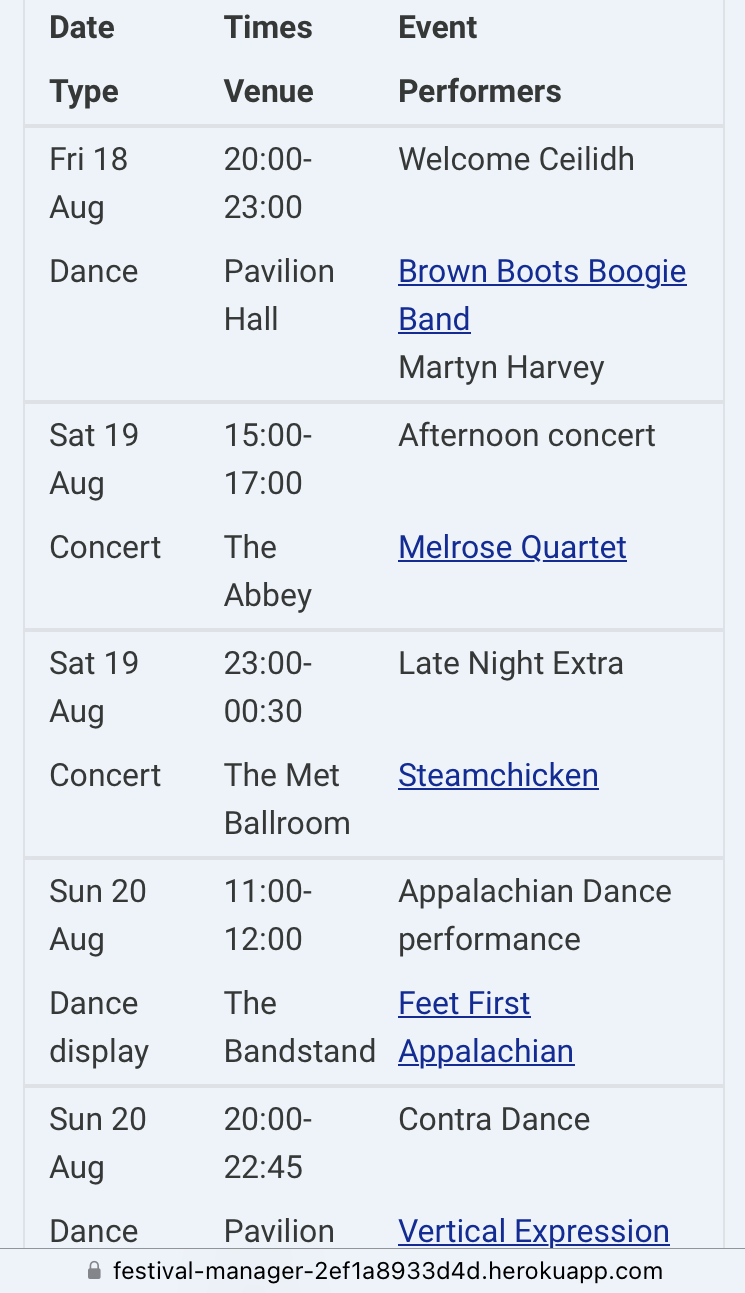 Date Times Event
Type Venue Performers
Fri 18 20:00- Welcome Ceilidh
Aug 23:00
Dance Pavilion Brown Boots Boogie
Hall Band
Martyn Harvey
Sat 19 15:00- Afternoon concert
Aug 17:00
Concert The Melrose Quartet
Abbey
Sat 19 23:00- Late Night Extra
Aug 00:30
Concert The Met Steamchicken
Ballroom
Sun 20 11:00- Appalachian Dance
Aug 12:00 performance
Dance The Feet First
display Bandstand Appalachian
Sun 20 20:00- Contra Dance
Aug 22:45
Dance Pavilion Vertical Expression
festival-manager-2ef1a8933d4d.herokuapp.com